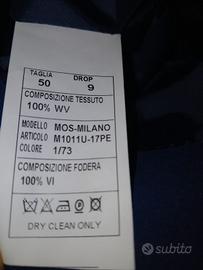 TAGLIA DROP
50 9
COMPOSIZIONE TESSUTO
100% WV
MODELLO MOS-MILANO
ARTICOLO M1011U-17PE
COLORE 1/73
COMPOSIZIONE FODERA
100% VI
DRY CLEAN ONLY
subito